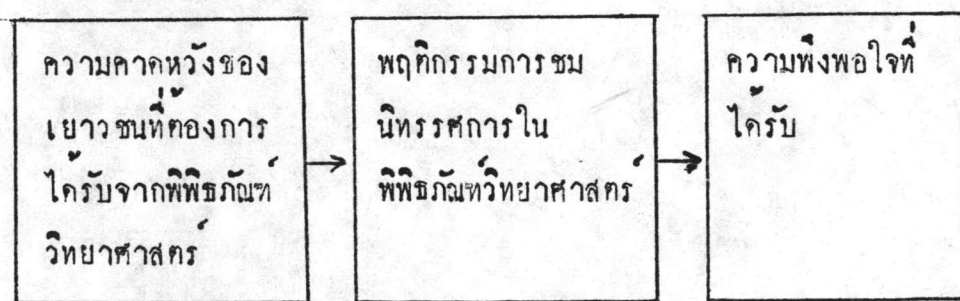 ความคาดหวังของ
เยาวชนที่ต้องการ
ได้รับจากพิพิธภัณฑ์
วิทยาศาสตร์
พฤติกรรมการชม
นิทรรศการใน
พิพิธภัณฑ์วิทยาศาสตร์
ความพึงพอใจที่
ได้รับ